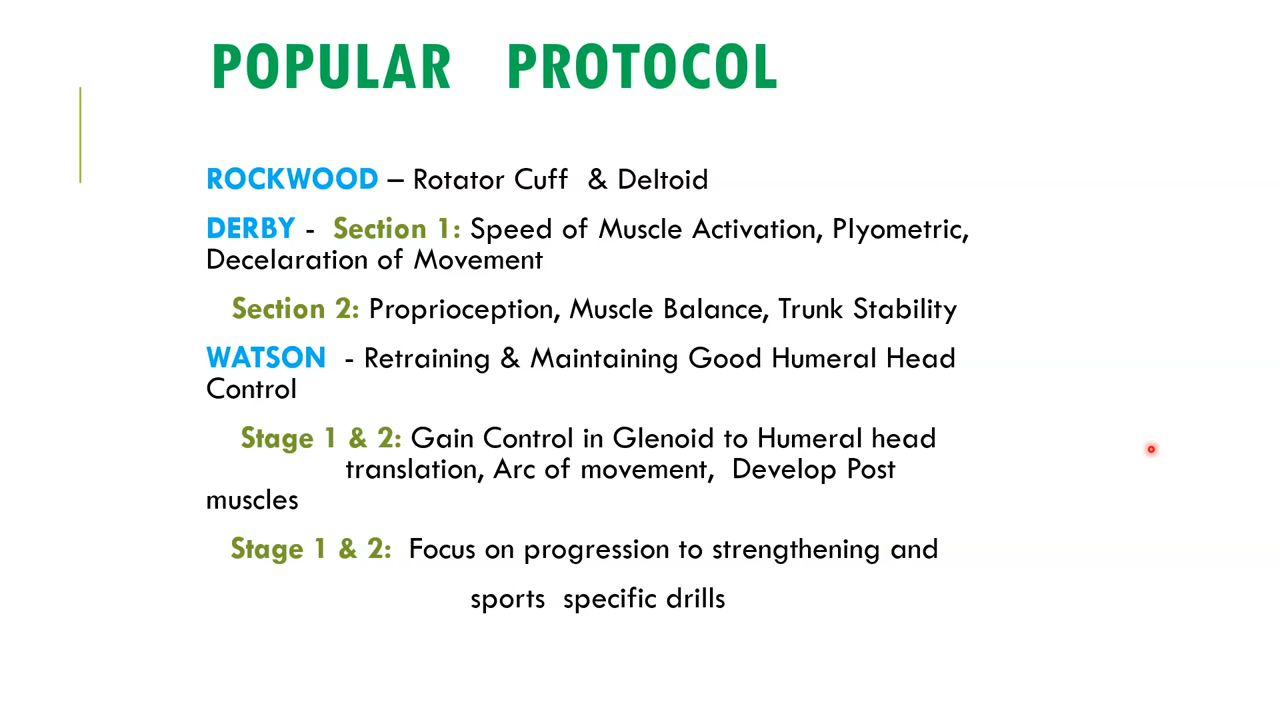 POPULAR PROTOCOL
ROCKWOOD – Rotator Cuff & Deltoid
DERBY - Section 1: Speed of Muscle Activation, Plyometric,
Decelaration of Movement
Section 2: Proprioception, Muscle Balance, Trunk Stability
WATSON - Retraining & Maintaining Good Humeral Head
Control
Stage 1 & 2: Gain Control in Glenoid to Humeral head
translation, Arc of movement, Develop Post
muscles
Stage 1 & 2: Focus on progression to strengthening and
sports specific drills